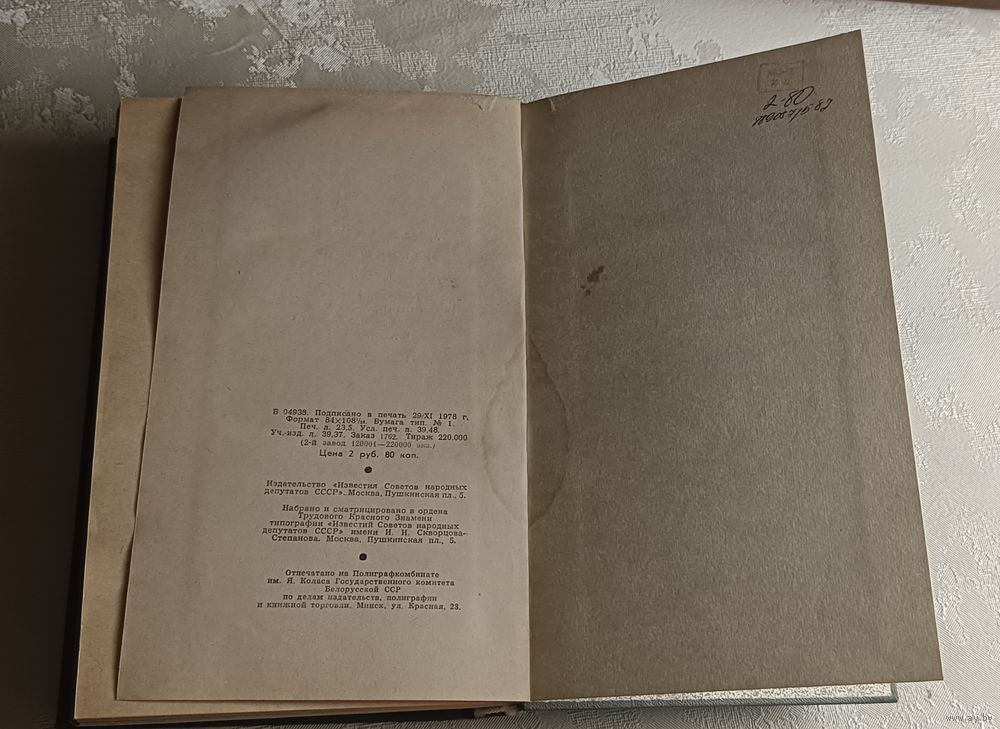 Б 04938. Подписано в печать 29/XI 1978 г.
Формат 84×108¹/₃₂. Бумага тип. № 1.
Печ. л. 23,5. Усл. печ. л. 39,48.
Уч.-изд. л. 39,37. Заказ 1762. Тираж 220.000
(2-й завод 120001—220000 экз.)
Цена 2 руб. 80 коп.
Издательство «Известия Советов народных
депутатов СССР». Москва, Пушкинская пл., 5.
Набрано и сматрицировано в ордена
Трудового Красного Знамени
типографии «Известий Советов народных
депутатов СССР» имени И. И. Скворцова-
Степанова. Москва, Пушкинская пл., 5.
Отпечатано на Полиграфкомбинате
им. Я. Коласа Государственного комитета
Белорусской ССР
по делам издательств, полиграфии
и книжной торговли. Минск, ул. Красная, 23.
2-80
www.av.by